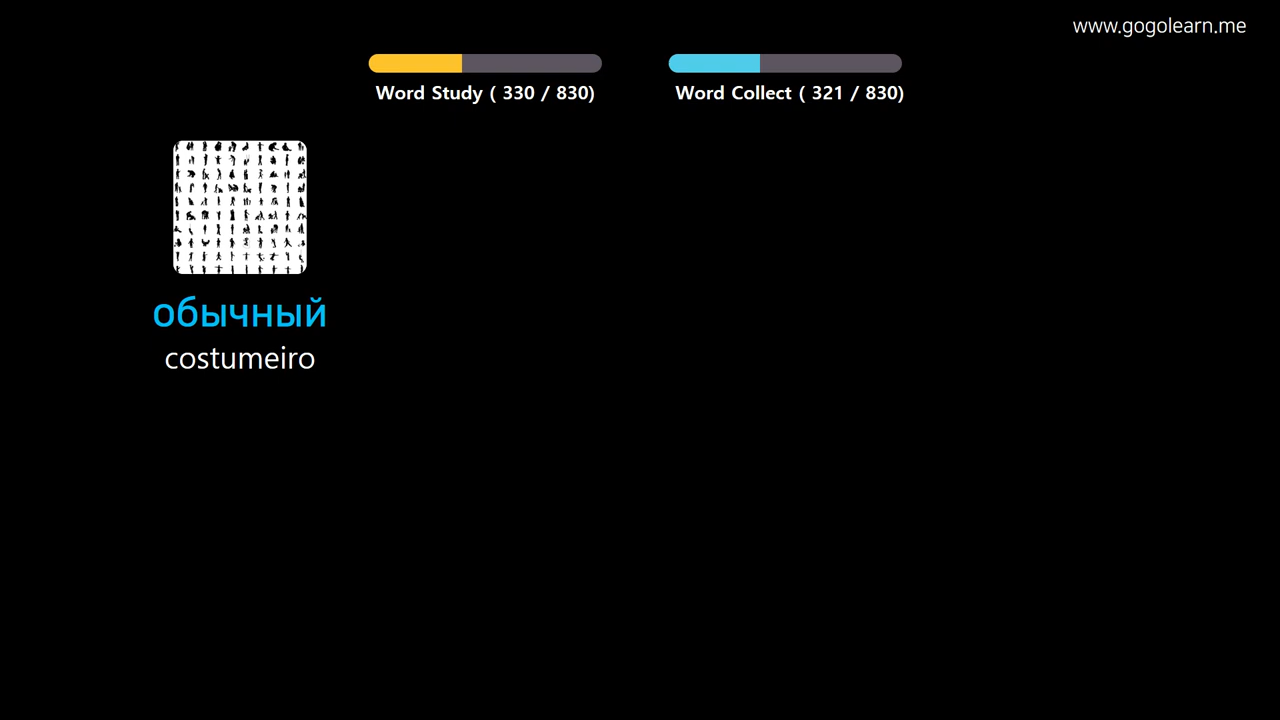 www.gogolearn.me
Word Study ( 330 / 830)
Word Collect ( 321 / 830)
обычный
costumeiro